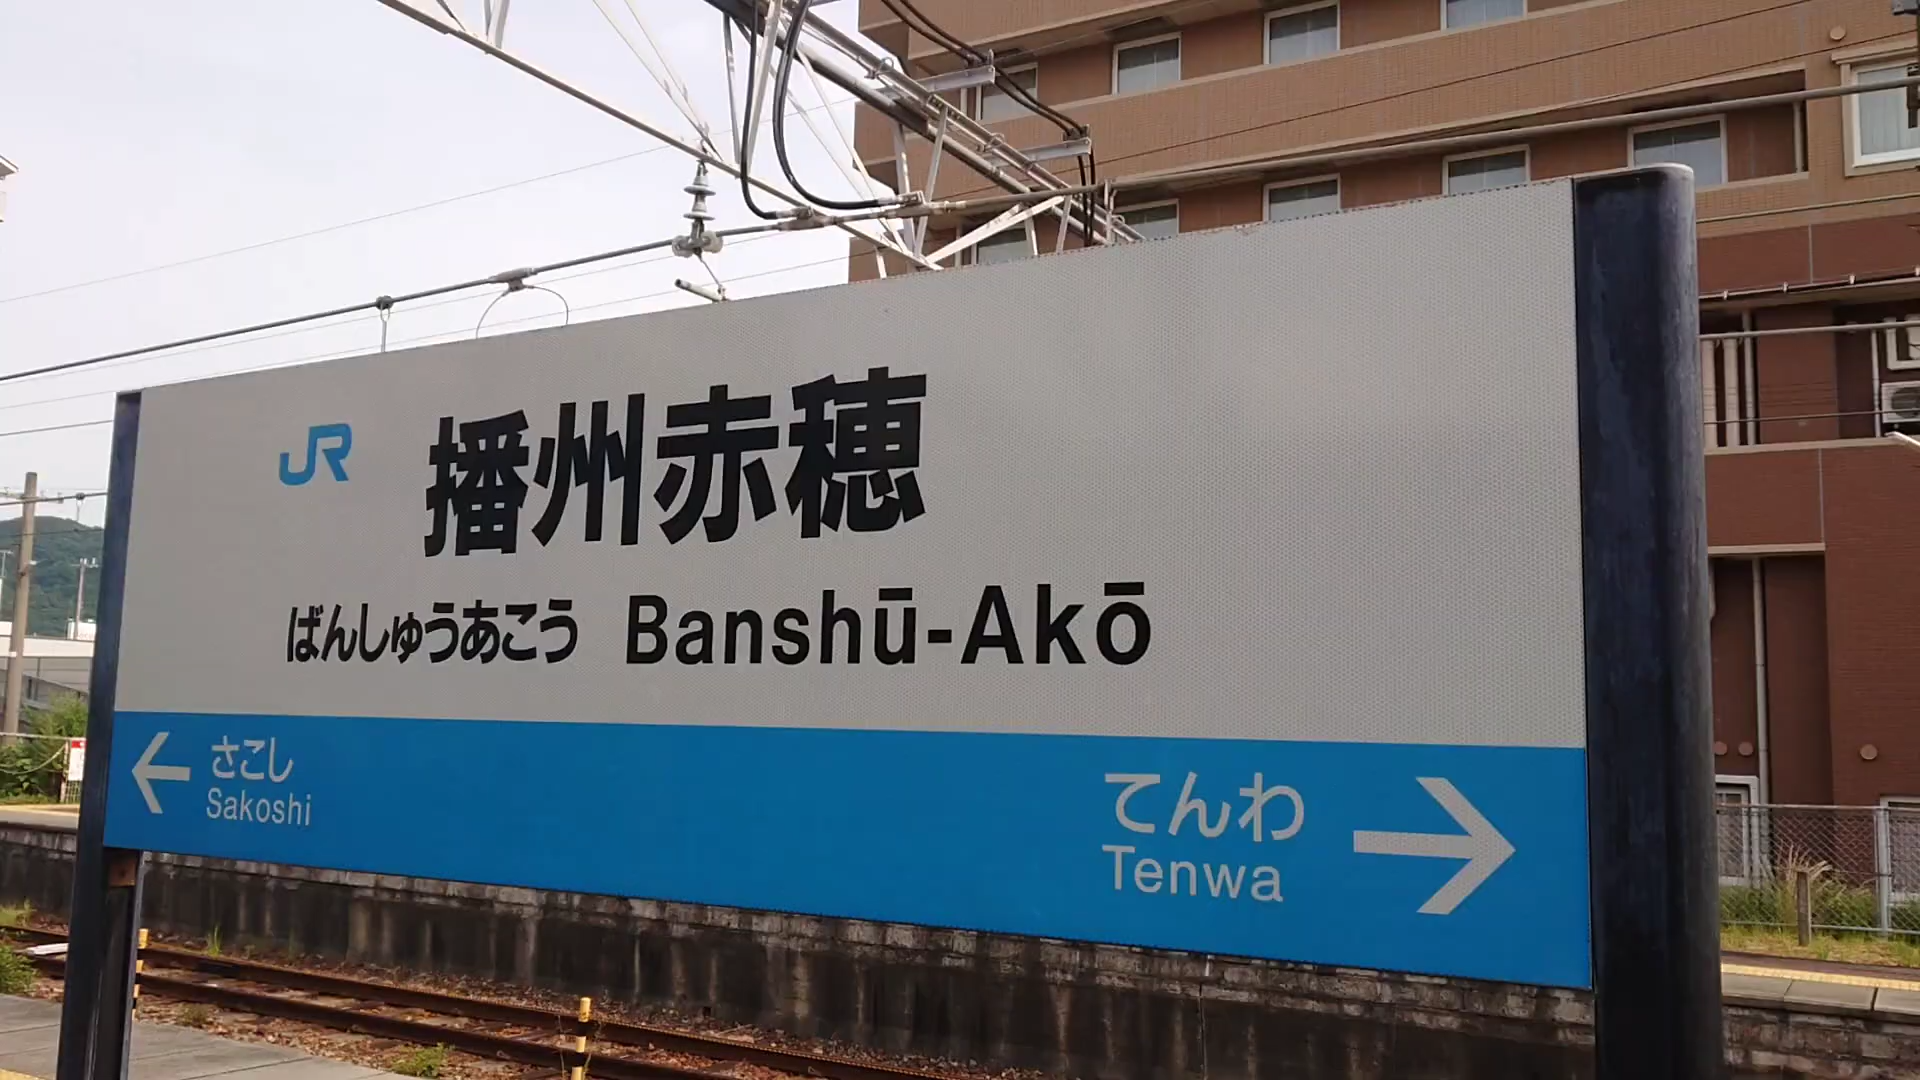 JR 播州赤穂
ばんしゅうあこう Banshū-Akō
← さこし
Sakoshi
てんわ →
Tenwa